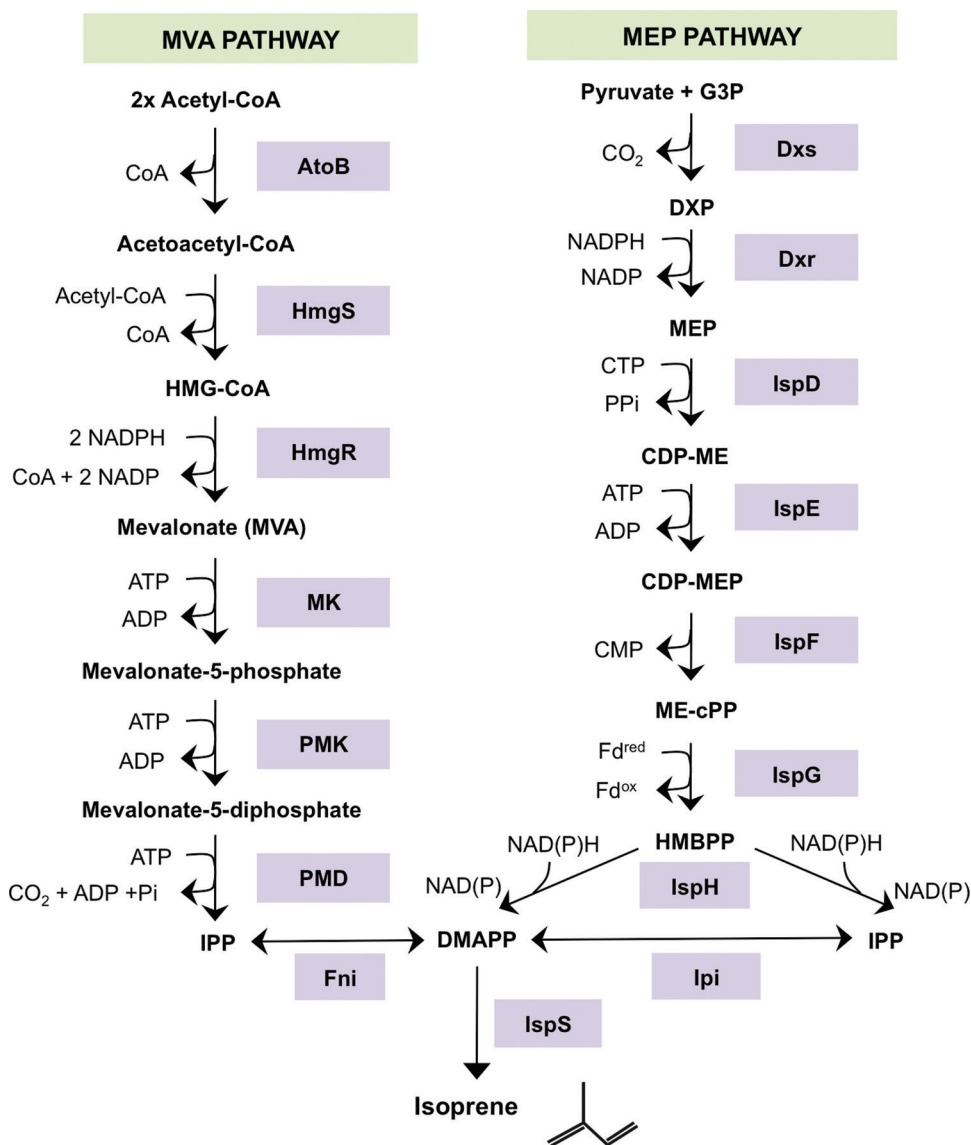 MVA PATHWAY
2x Acetyl-CoA
CoA
AtoB
Acetoacetyl-CoA
Acetyl-CoA
CoA
HmgS
HMG-CoA
2 NADPH
CoA + 2 NADP
HmgR
Mevalonate (MVA)
ATP
ADP
MK
Mevalonate-5-phosphate
ATP
ADP
PMK
Mevalonate-5-diphosphate
ATP
CO₂ + ADP +Pi
PMD
IPP
Fni
MEP PATHWAY
Pyruvate + G3P
CO₂
Dxs
DXP
NADPH
NADP
Dxr
MEP
CTP
PPi
IspD
CDP-ME
ATP
ADP
IspE
CDP-MEP
CMP
IspF
ME-cPP
Fdʳᵉᵈ
Fdᵒˣ
IspG
HMBPP
NAD(P)H
NAD(P)H
IspH
NAD(P)
NAD(P)
DMAPP
IPP
Ipi
IspS
Isoprene